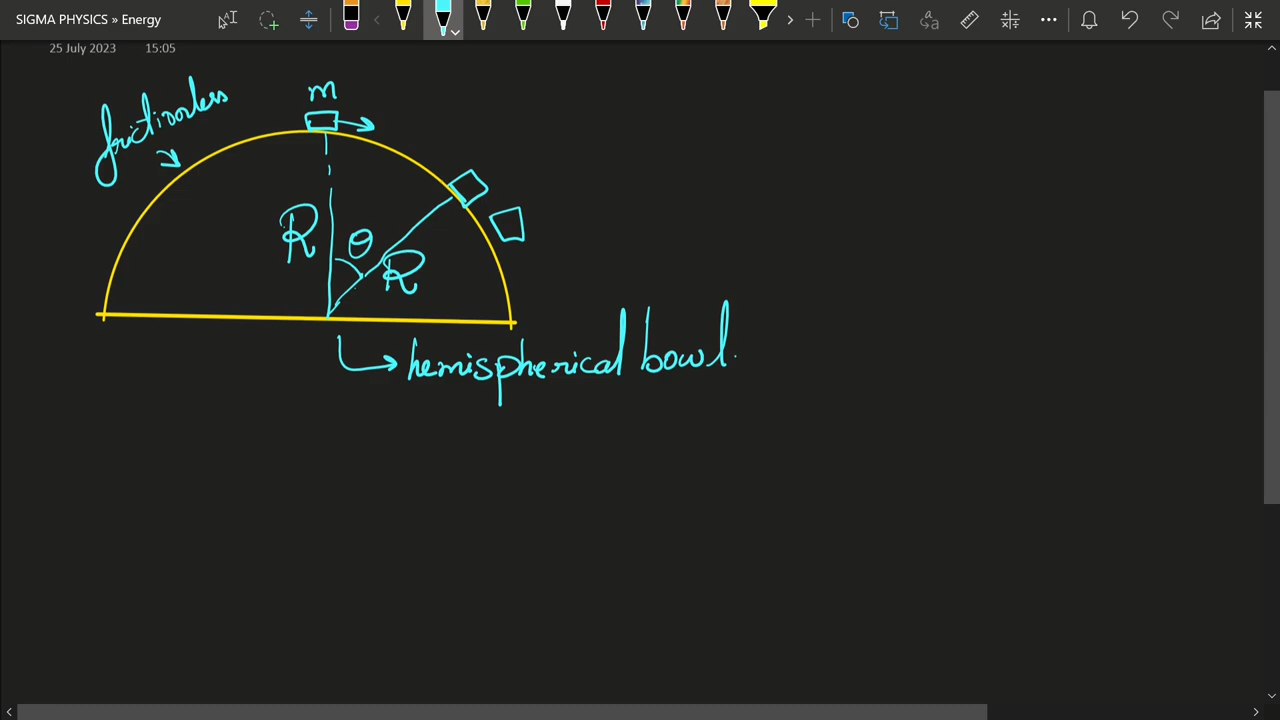 SIGMA PHYSICS » Energy
25 July 2023 15:05
frictionless
m
R
θ
R
hemispherical bowl.